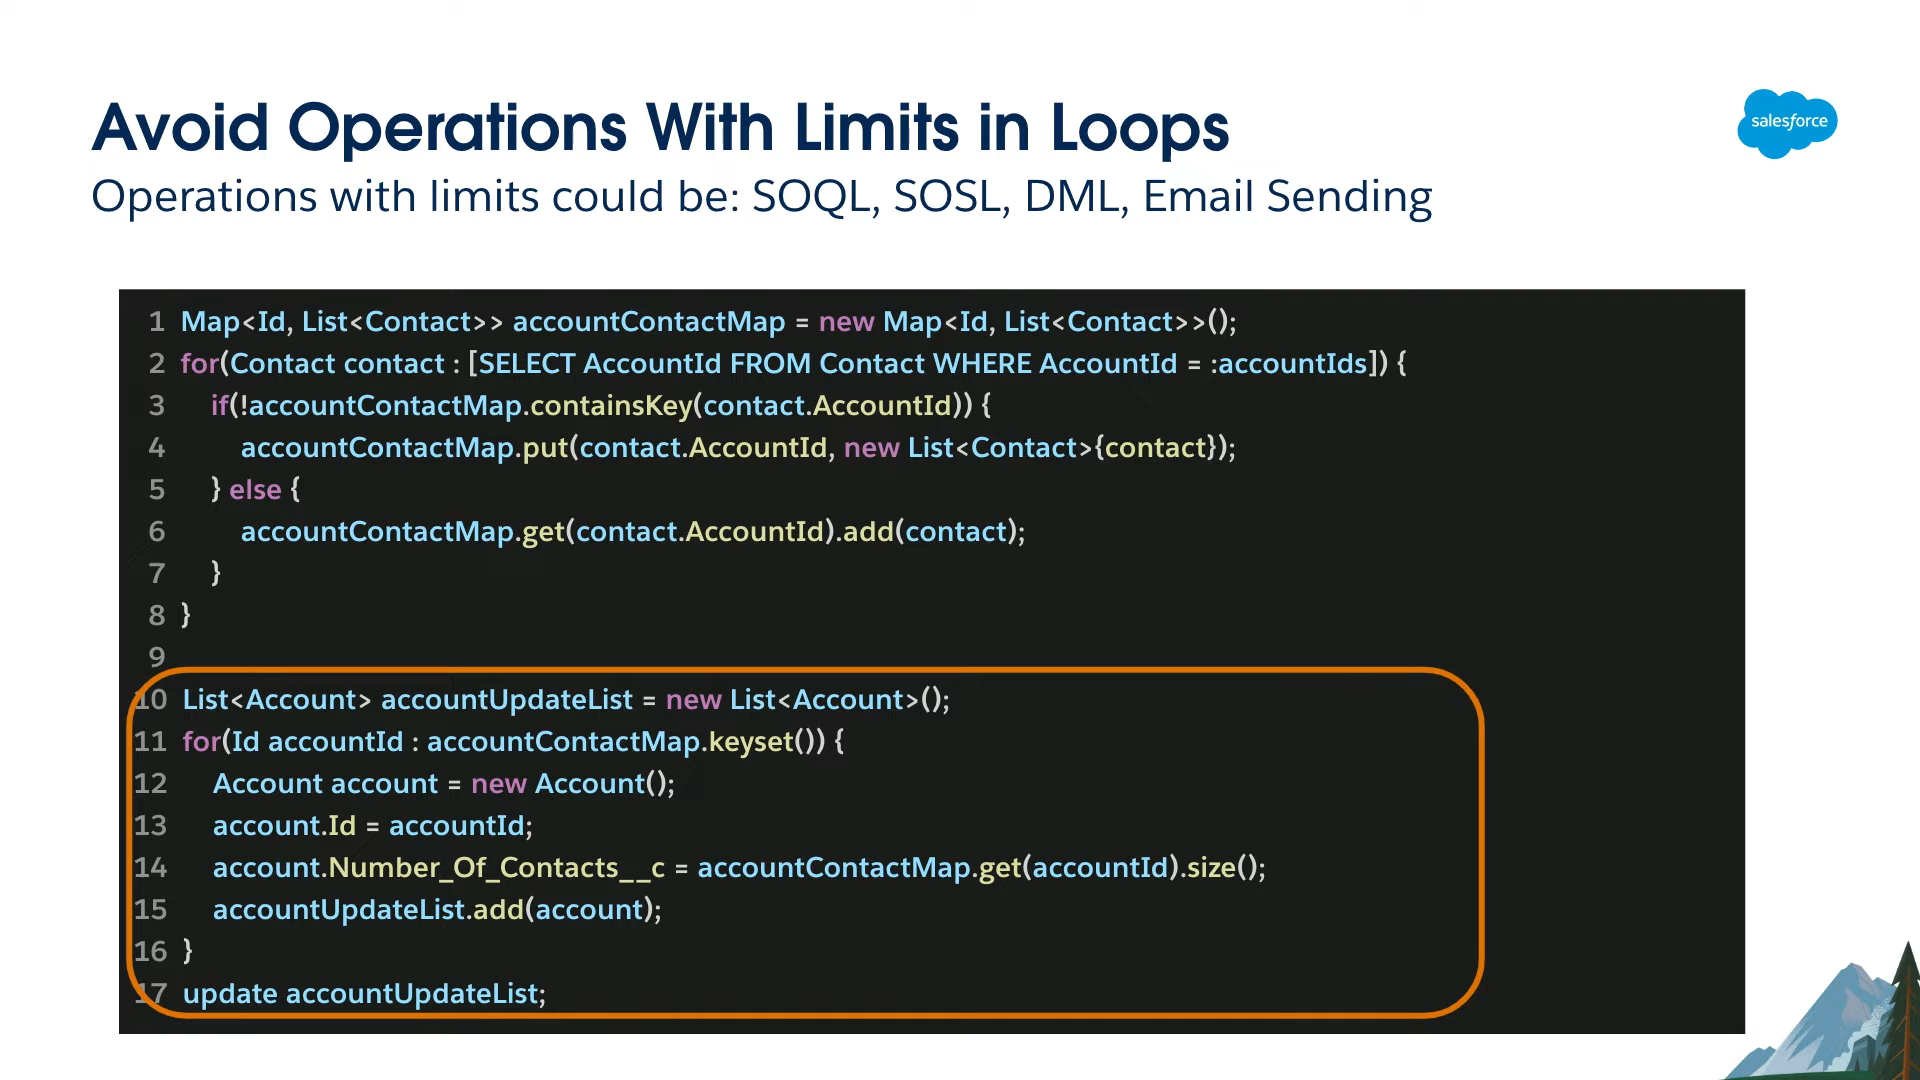 Avoid Operations With Limits in Loops
salesforce
Operations with limits could be: SOQL, SOSL, DML, Email Sending
1 Map<Id, List<Contact>> accountContactMap = new Map<Id, List<Contact>>();
2 for(Contact contact : [SELECT AccountId FROM Contact WHERE AccountId = :accountIds]) {
3 if(!accountContactMap.containsKey(contact.AccountId)) {
4 accountContactMap.put(contact.AccountId, new List<Contact>{contact});
5 } else {
6 accountContactMap.get(contact.AccountId).add(contact);
7 }
8 }
9
10 List<Account> accountUpdateList = new List<Account>();
11 for(Id accountId : accountContactMap.keyset()) {
12 Account account = new Account();
13 account.Id = accountId;
14 account.Number_Of_Contacts__c = accountContactMap.get(accountId).size();
15 accountUpdateList.add(account);
16 }
17 update accountUpdateList;